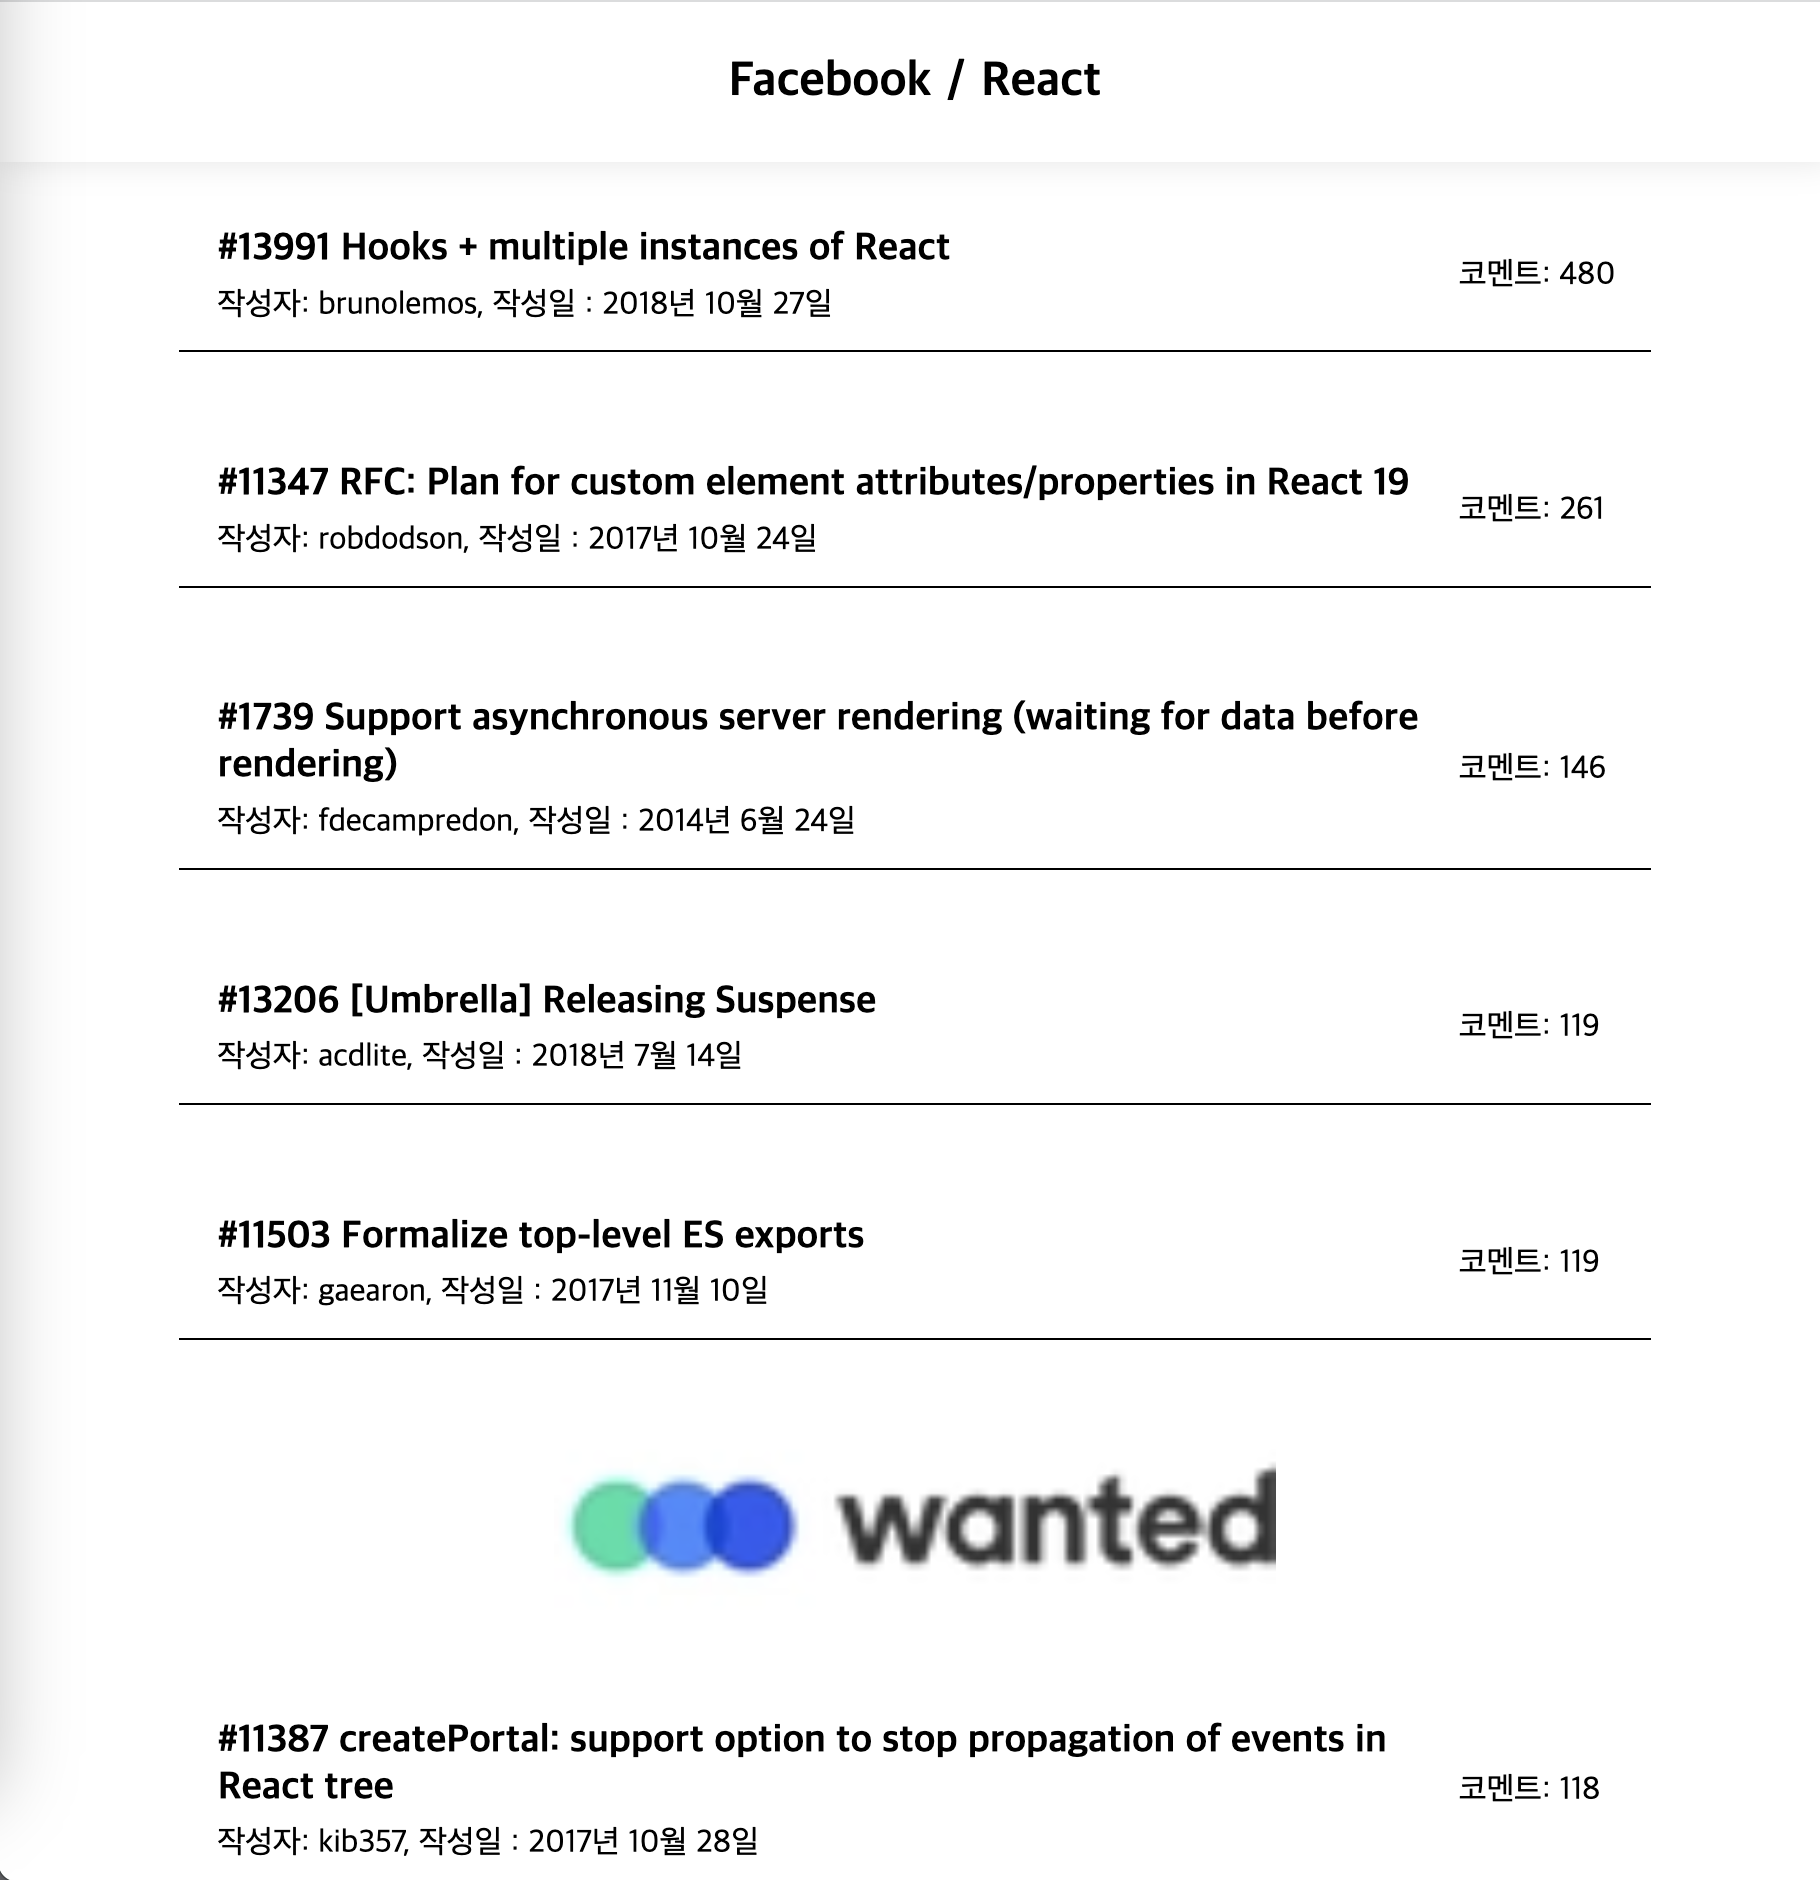 Facebook / React
#13991 Hooks + multiple instances of React
작성자: brunolemos, 작성일 : 2018년 10월 27일
코멘트: 480
#11347 RFC: Plan for custom element attributes/properties in React 19
작성자: robdodson, 작성일 : 2017년 10월 24일
코멘트: 261
#1739 Support asynchronous server rendering (waiting for data before
rendering)
작성자: fdecampredon, 작성일 : 2014년 6월 24일
코멘트: 146
#13206 [Umbrella] Releasing Suspense
작성자: acdlite, 작성일 : 2018년 7월 14일
코멘트: 119
#11503 Formalize top-level ES exports
작성자: gaearon, 작성일 : 2017년 11월 10일
코멘트: 119
wanted
#11387 createPortal: support option to stop propagation of events in
React tree
작성자: kib357, 작성일 : 2017년 10월 28일
코멘트: 118